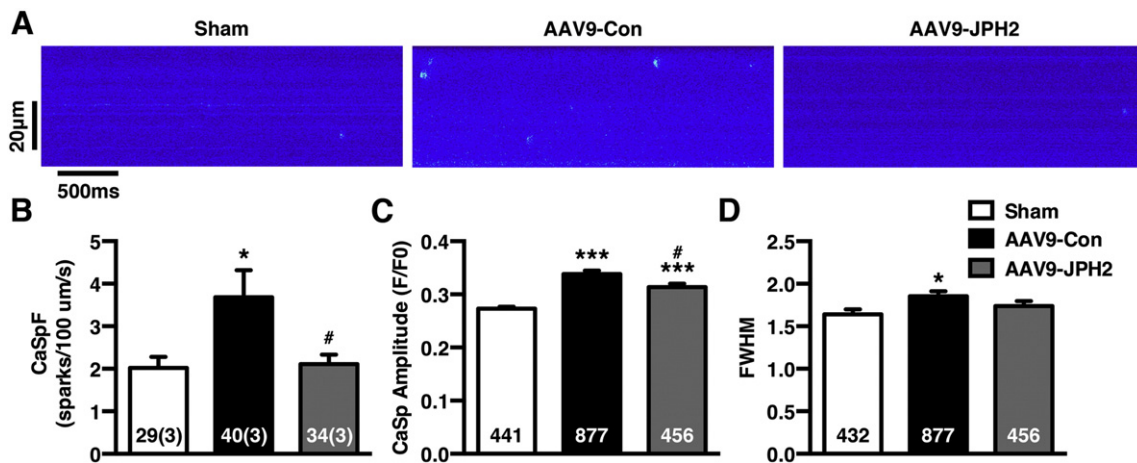 A
Sham
AAV9-Con
AAV9-JPH2
20µm
500ms
B
CaSpF
(sparks/100 um/s)
5
4
3
2
1
0
*
#
29(3)
40(3)
34(3)
C
CaSp Amplitude (F/F0)
0.4
0.3
0.2
0.1
0.0
***
#
***
441
877
456
D
Sham
AAV9-Con
AAV9-JPH2
FWHM
2.5
2.0
1.5
1.0
0.5
0.0
*
432
877
456